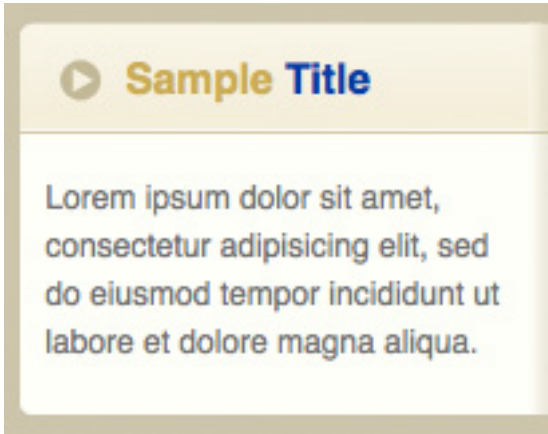 Sample Title
Lorem ipsum dolor sit amet,
consectetur adipisicing elit, sed
do eiusmod tempor incididunt ut
labore et dolore magna aliqua.